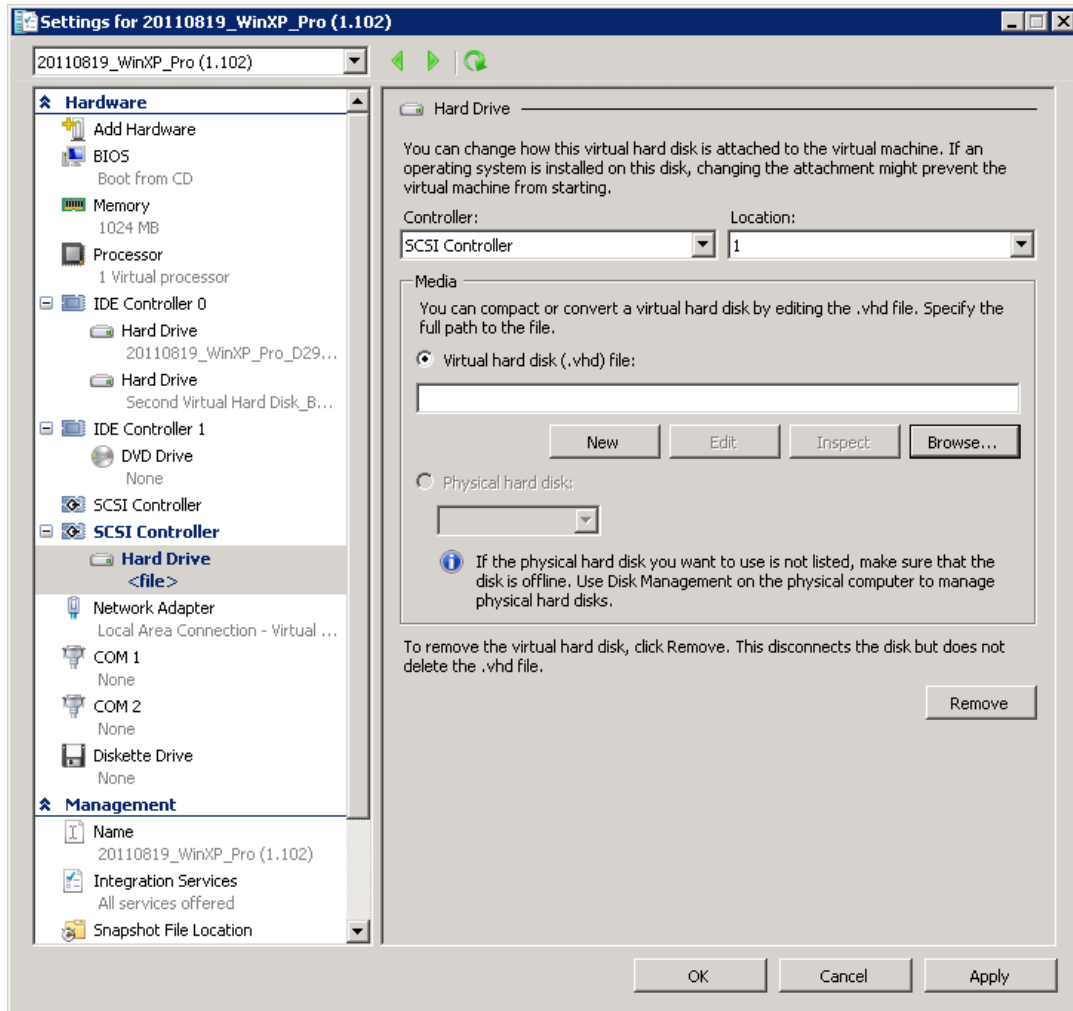 Settings for 20110819_WinXP_Pro (1.102)
20110819_WinXP_Pro (1.102)
Hardware
Add Hardware
BIOS
Boot from CD
Memory
1024 MB
Processor
1 Virtual processor
IDE Controller 0
Hard Drive
20110819_WinXP_Pro_D29...
Hard Drive
Second Virtual Hard Disk_B...
IDE Controller 1
DVD Drive
None
SCSI Controller
SCSI Controller
Hard Drive
<file>
Network Adapter
Local Area Connection - Virtual ...
COM 1
None
COM 2
None
Diskette Drive
None
Management
Name
20110819_WinXP_Pro (1.102)
Integration Services
All services offered
Snapshot File Location
Hard Drive
You can change how this virtual hard disk is attached to the virtual machine. If an
operating system is installed on this disk, changing the attachment might prevent the
virtual machine from starting.
Controller: Location:
SCSI Controller 1
Media
You can compact or convert a virtual hard disk by editing the .vhd file. Specify the
full path to the file.
Virtual hard disk (.vhd) file:
New Edit Inspect Browse...
Physical hard disk:
If the physical hard disk you want to use is not listed, make sure that the
disk is offline. Use Disk Management on the physical computer to manage
physical hard disks.
To remove the virtual hard disk, click Remove. This disconnects the disk but does not
delete the .vhd file.
Remove
OK Cancel Apply